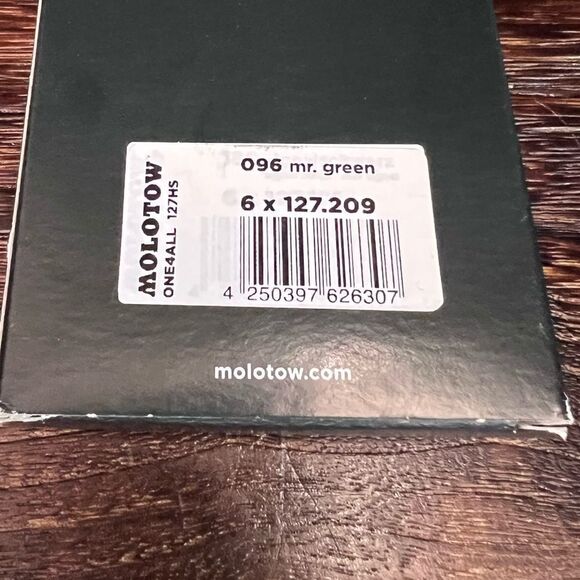 MOLOTOW
ONE4ALL 127HS
096 mr. green
6 x 127.209
4 250397 626307
molotow.com